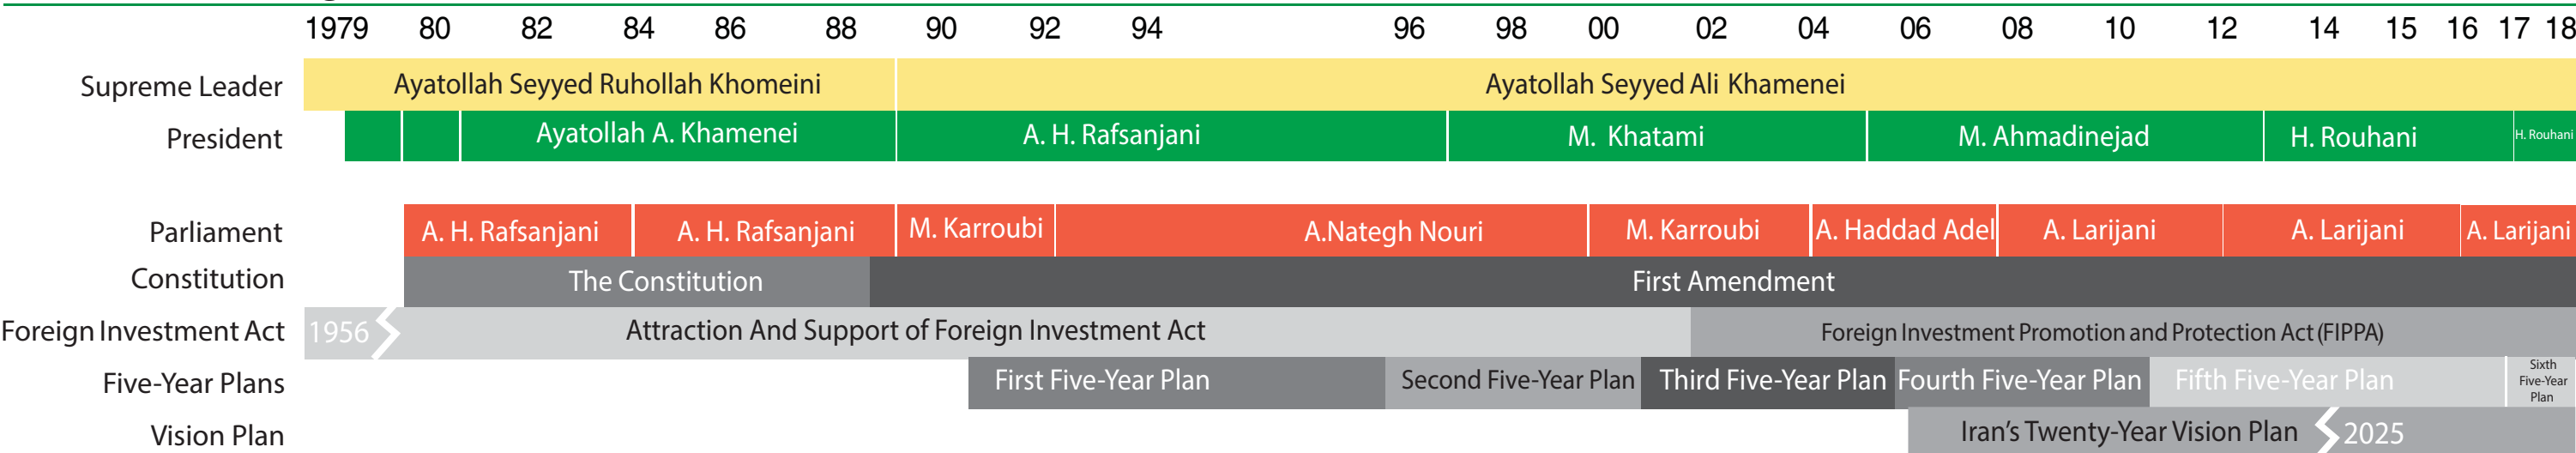 1979 80 82 84 86 88 90 92 94 96 98 00 02 04 06 08 10 12 14 15 16 17 18
Supreme Leader Ayatollah Seyyed Ruhollah Khomeini Ayatollah Seyyed Ali Khamenei
President Ayatollah A. Khamenei A. H. Rafsanjani M. Khatami M. Ahmadinejad H. Rouhani H. Rouhani
Parliament A. H. Rafsanjani A. H. Rafsanjani M. Karroubi A.Nategh Nouri M. Karroubi A. Haddad Adel A. Larijani A. Larijani A. Larijani
Constitution The Constitution First Amendment
Foreign Investment Act 1956 Attraction And Support of Foreign Investment Act Foreign Investment Promotion and Protection Act (FIPPA)
Five-Year Plans First Five-Year Plan Second Five-Year Plan Third Five-Year Plan Fourth Five-Year Plan Fifth Five-Year Plan Sixth
Five-Year
Plan
Vision Plan Iran's Twenty-Year Vision Plan 2025